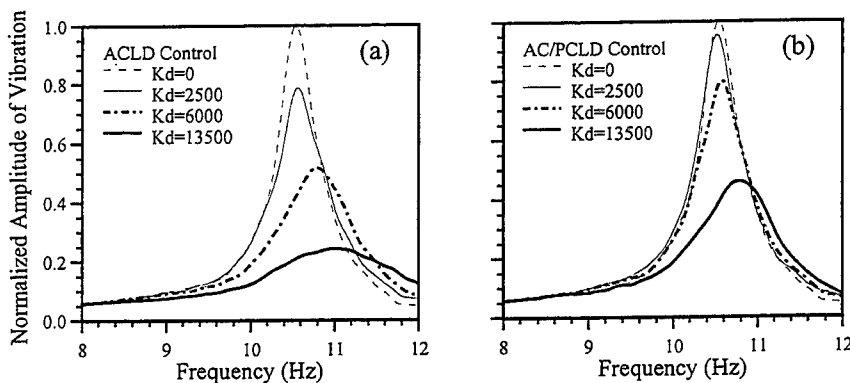 Normalized Amplitude of Vibration
1.0
0.8
0.6
0.4
0.2
0.0
(a)
ACLD Control
Kd=0
Kd=2500
Kd=6000
Kd=13500
8 9 10 11 12
Frequency (Hz)
(b)
AC/PCLD Control
Kd=0
Kd=2500
Kd=6000
Kd=13500
8 9 10 11 12
Frequency (Hz)